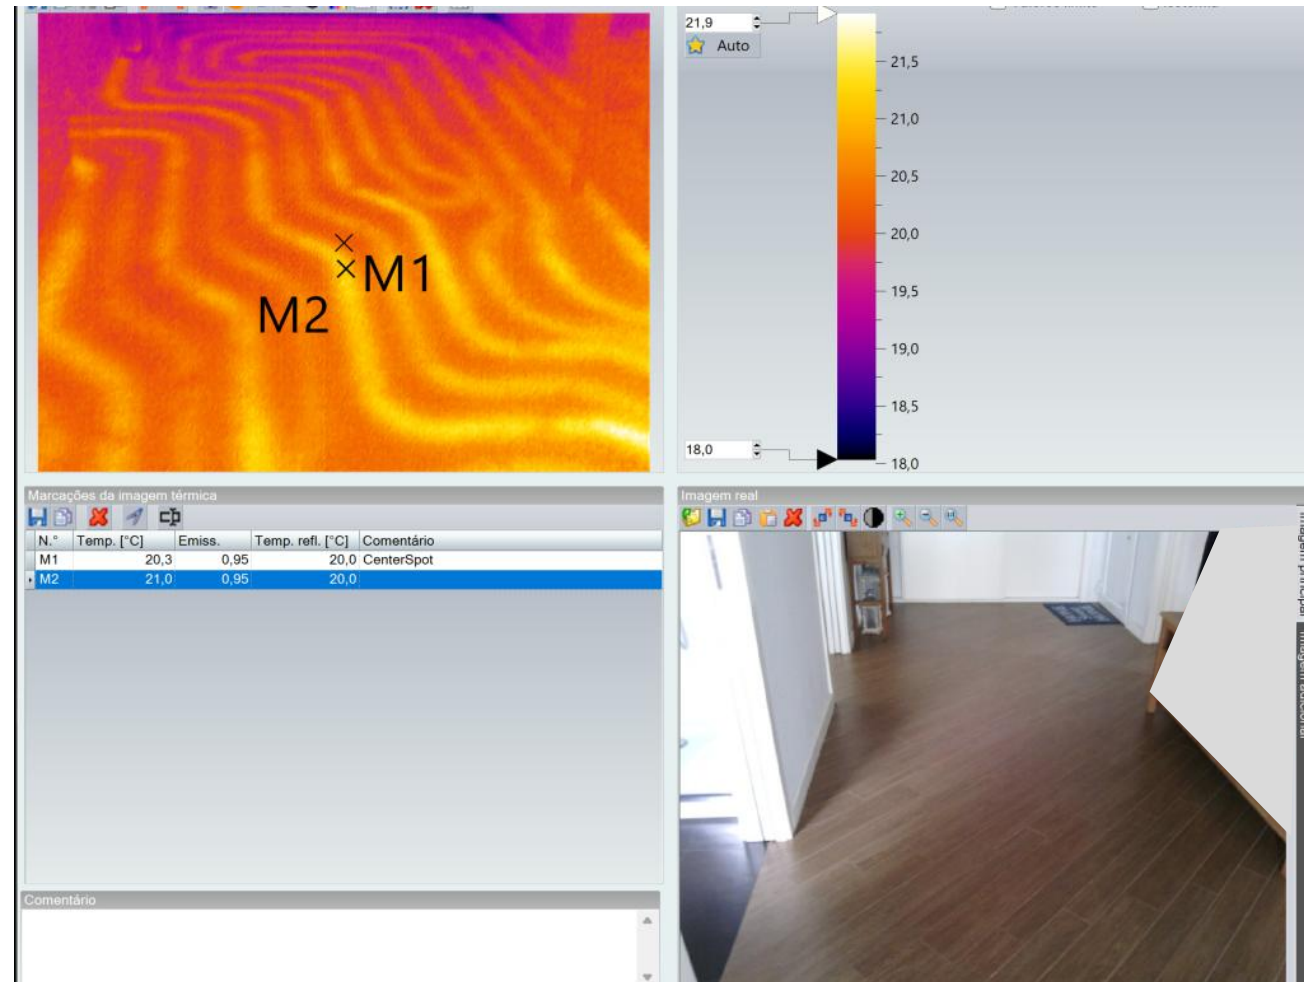 21,9
Auto
21,5
21,0
20,5
20,0
19,5
19,0
18,5
18,0
18,0
M1
M2
Marcações da imagem térmica
N.° Temp. [°C] Emiss. Temp. refl. [°C] Comentário
M1 20,3 0,95 20,0 CenterSpot
M2 21,0 0,95 20,0
Comentário
Imagem real
Imagem principal
Imagem adicional